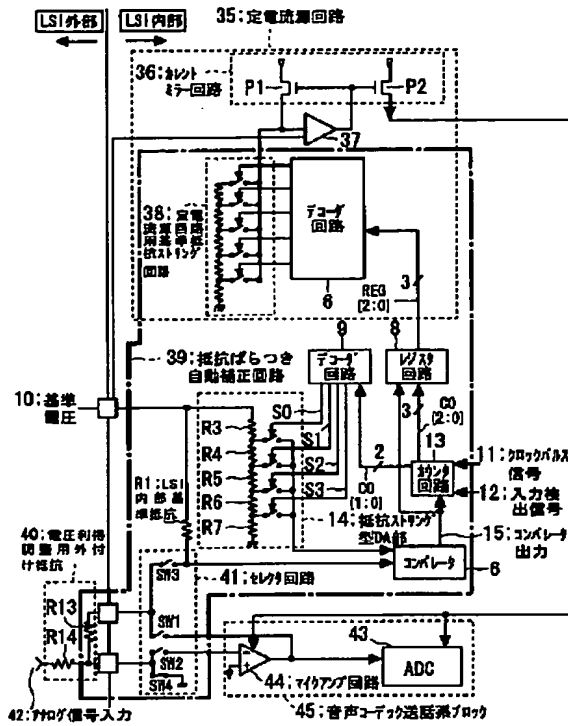 LSI外部
LSI内部
35:定電流源回路
36:カレント
ミラー回路
P1
P2
37
38:定電
流源回路
用基準抵
抗ストリング
回路
デコーダ
回路
6
3
REG
[2:0]
9
8
デコーダ
回路
レジスタ
回路
39:抵抗ばらつき
自動補正回路
10:基準
電圧
S0
S1
S2
S3
R3
R4
R5
R6
R7
R1:LSI
内部基
準抵抗
2
CO
[1:0]
3
CO
[2:0]
13
カウンタ
回路
11:クロックパルス
信号
12:入力検
出信号
14:抵抗ストリング
型DA部
15:コンパレータ
出力
コンパレータ
6
40:電圧利得
調整用外付
け抵抗
41:セレクタ回路
SW3
SW1
SW2
SW4
R13
R14
42:アナログ信号入力
43
ADC
44:マイクアンプ回路
45:音声コーデック送話系ブロック